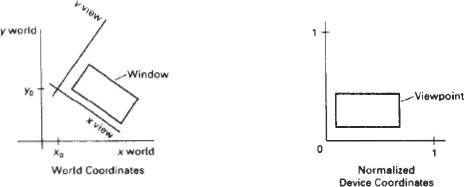 y view
y world
Window
y₀
x view
x₀
x world
World Coordinates
1
Viewpoint
0
1
Normalized
Device Coordinates